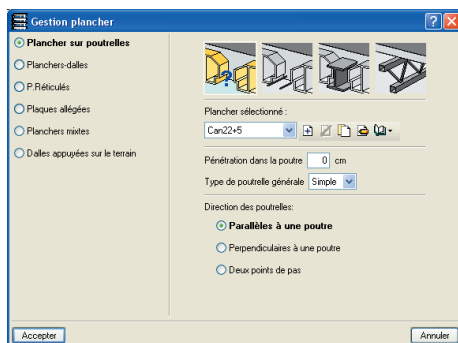 Gestion plancher
Plancher sur poutrelles
Planchers-dalles
P.Réticulés
Plaques allégées
Planchers mixtes
Dalles appuyées sur le terrain
?
Plancher sélectionné :
Can22+5
Pénétration dans la poutre 0 cm
Type de poutrelle générale Simple
Direction des poutrelles:
Parallèles à une poutre
Perpendiculaires à une poutre
Deux points de pas
Accepter
Annuler